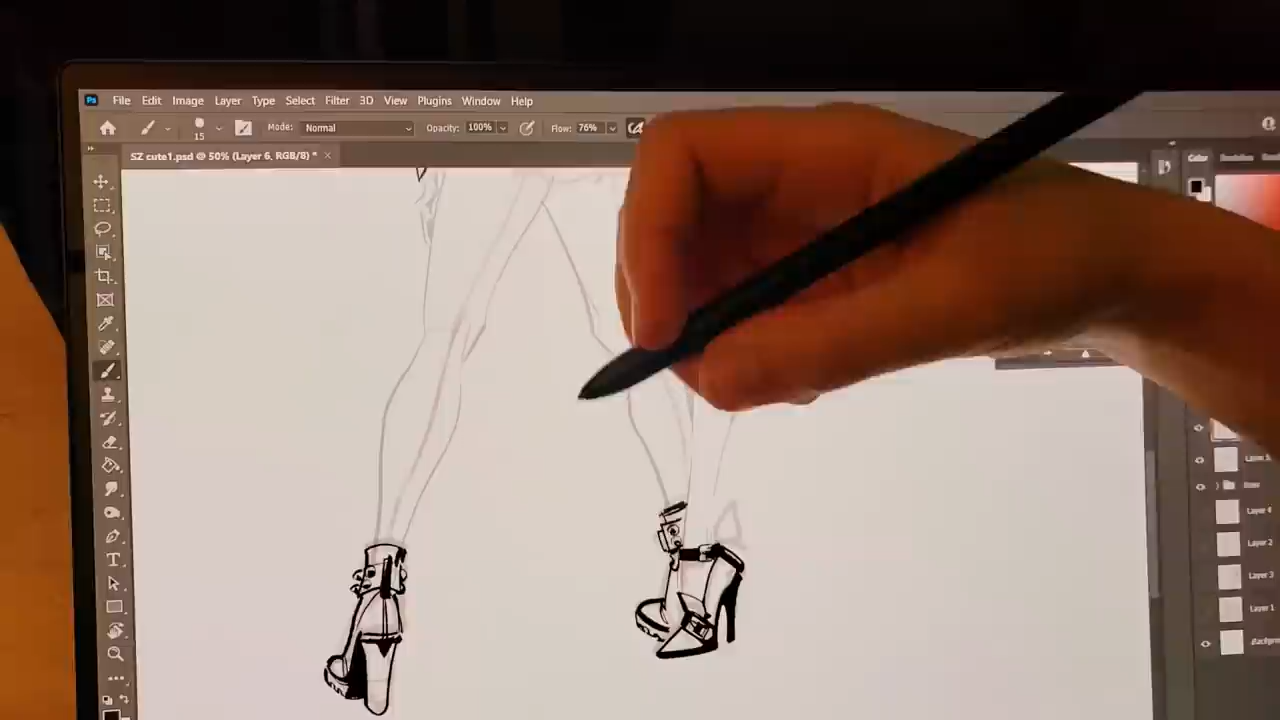 Ps File Edit Image Layer Type Select Filter 3D View Plugins Window Help
15 Mode: Normal Opacity: 100% Flow: 76%
SZ cute1.psd @ 50% (Layer 6, RGB/8) * ×
Color
Layer 4
Layer 2
Layer 3
Layer 1